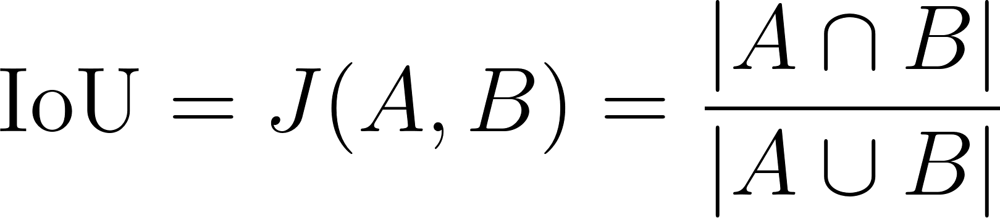 IoU = J(A, B) = |A ∩ B| / |A ∪ B|